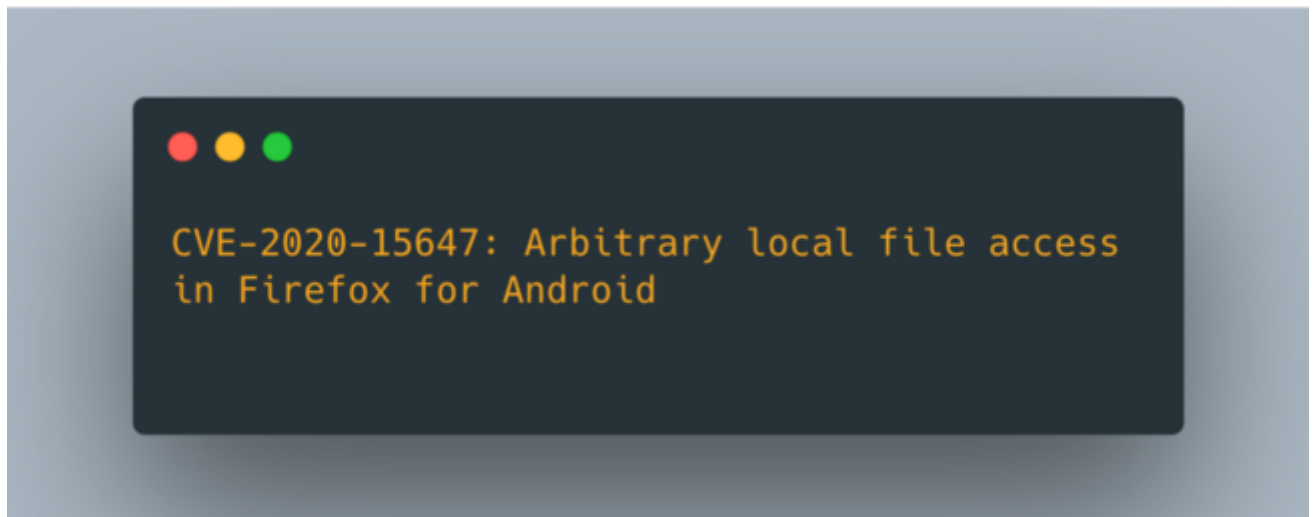 CVE-2020-15647: Arbitrary local file access
in Firefox for Android